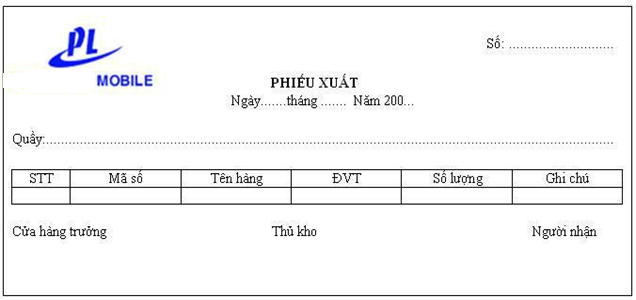 PL
MOBILE
Số: ............................
PHIẾU XUẤT
Ngày.......tháng ....... Năm 200...
Quầy:....................................................................................................................................................
STT Mã số Tên hàng ĐVT Số lượng Ghi chú
Cửa hàng trưởng Thủ kho Người nhận